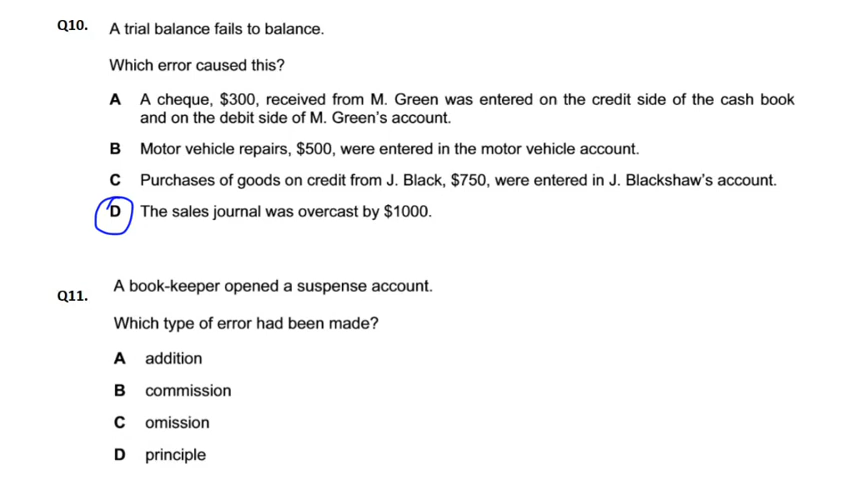 Q10. A trial balance fails to balance.
Which error caused this?
A A cheque, $300, received from M. Green was entered on the credit side of the cash book
and on the debit side of M. Green's account.
B Motor vehicle repairs, $500, were entered in the motor vehicle account.
C Purchases of goods on credit from J. Black, $750, were entered in J. Blackshaw's account.
D The sales journal was overcast by $1000.
Q11. A book-keeper opened a suspense account.
Which type of error had been made?
A addition
B commission
C omission
D principle